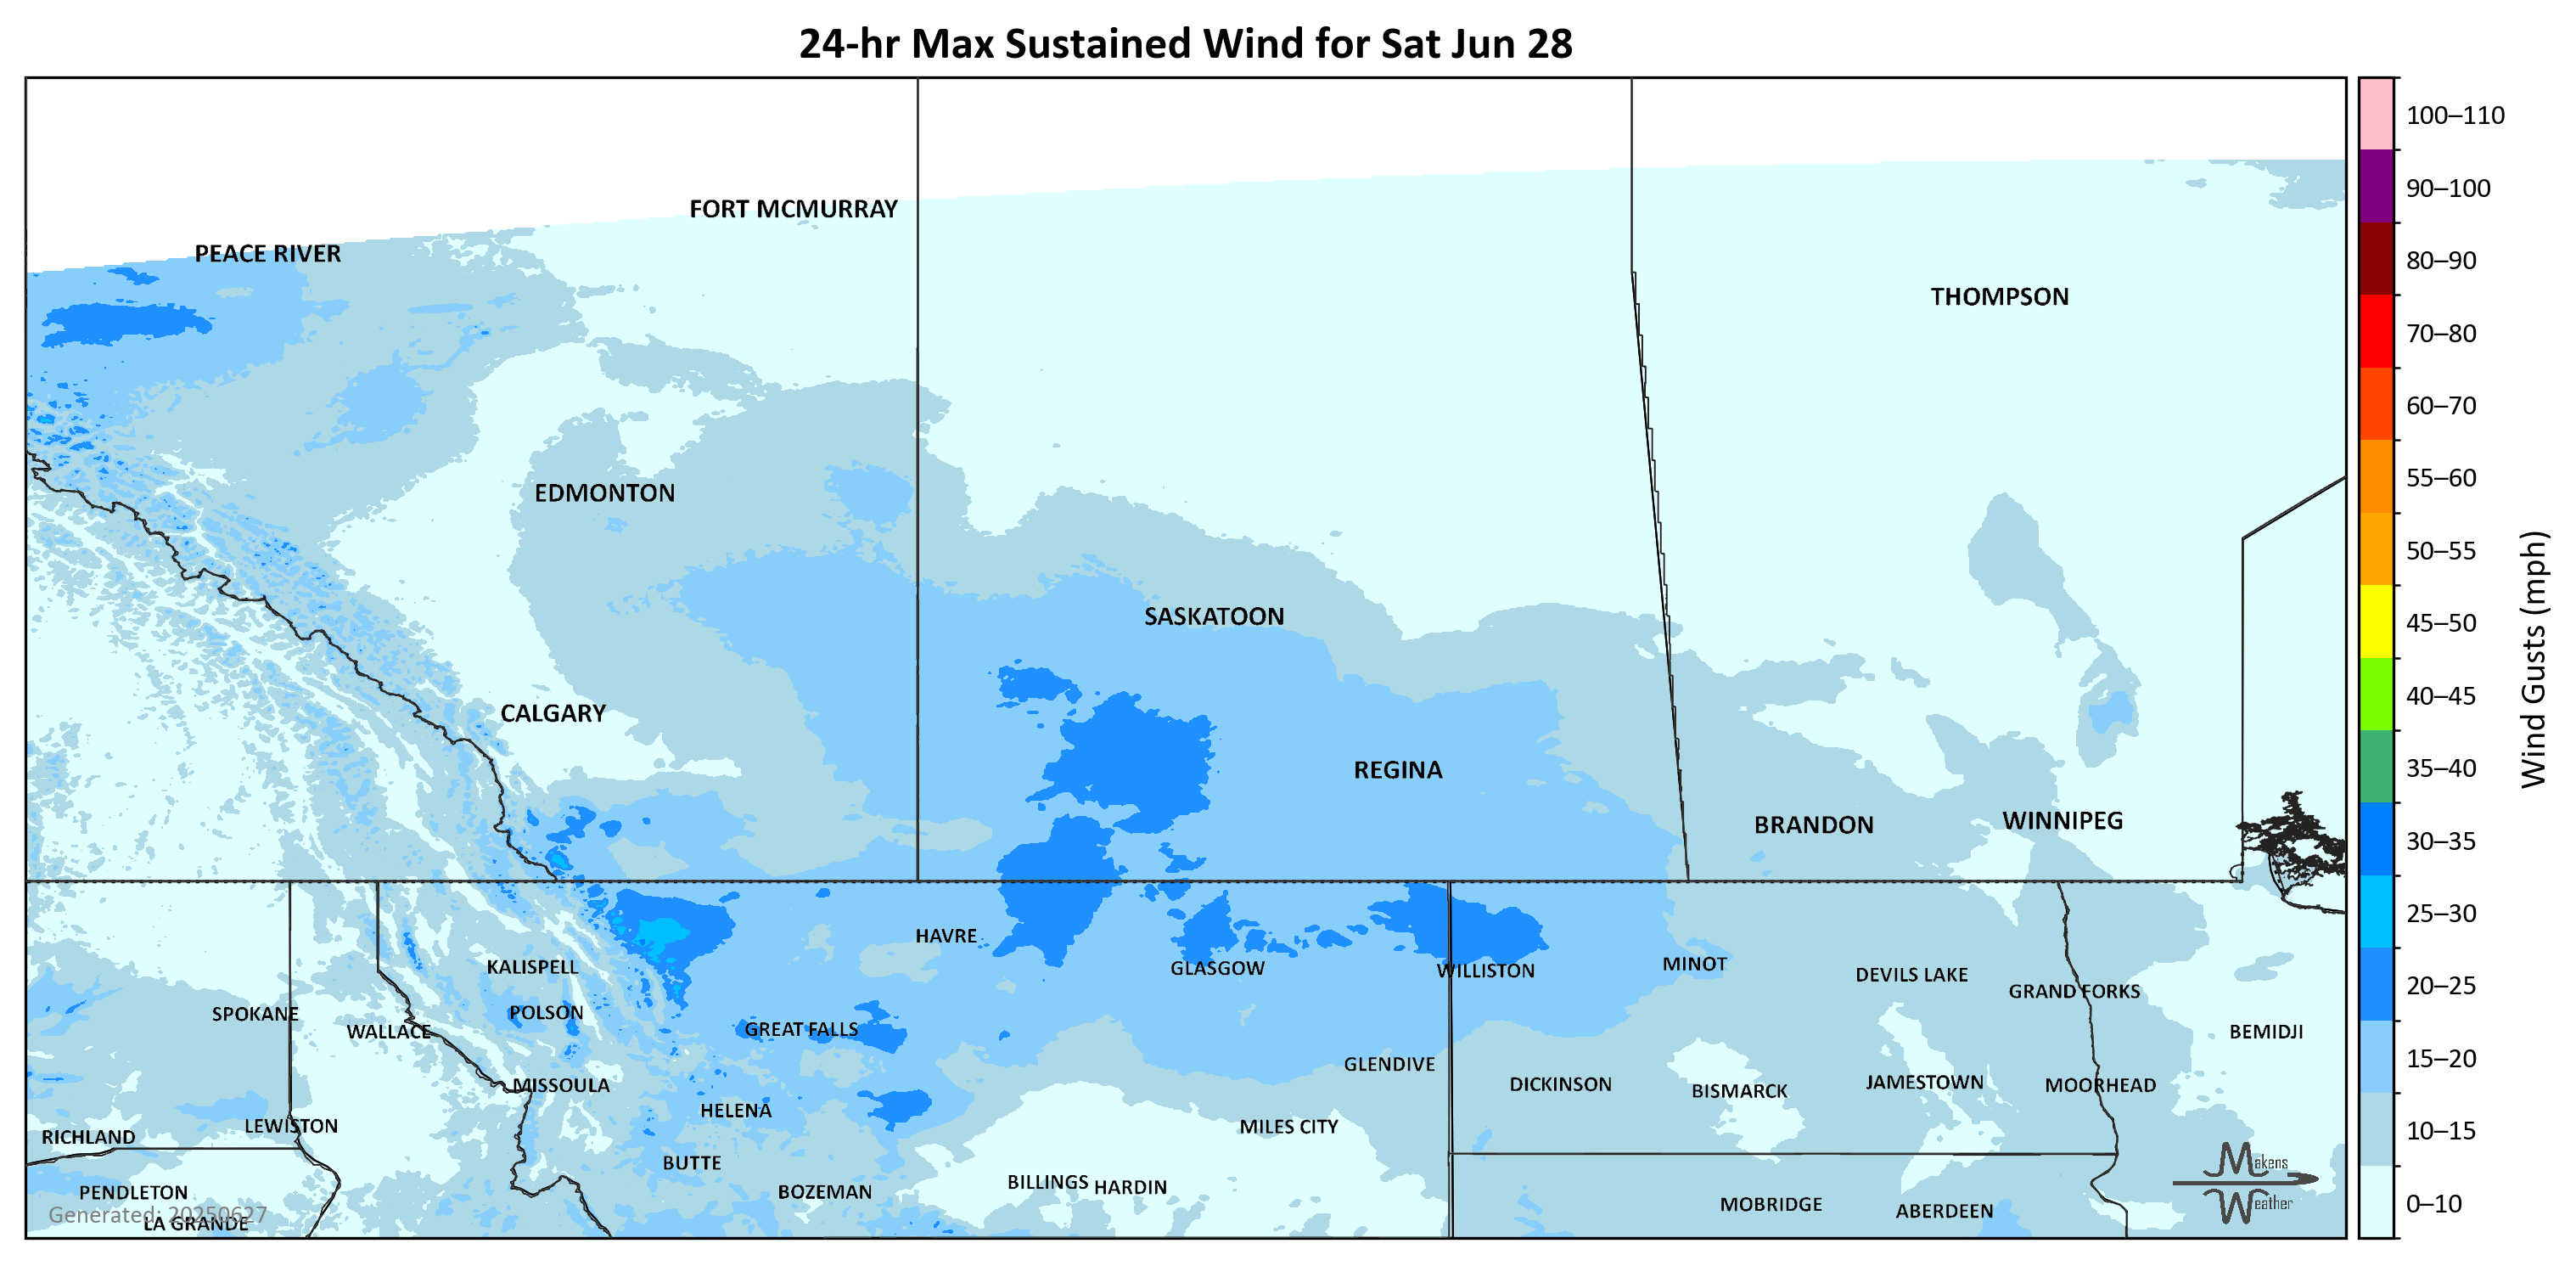 24-hr Max Sustained Wind for Sat Jun 28
100–110
90–100
80–90
70–80
60–70
55–60
50–55
45–50
40–45
35–40
30–35
25–30
20–25
15–20
10–15
0–10
Wind Gusts (mph)
FORT MCMURRAY
PEACE RIVER
THOMPSON
EDMONTON
SASKATOON
CALGARY
REGINA
BRANDON
WINNIPEG
HAVRE
KALISPELL
GLASGOW
WILLISTON
MINOT
DEVILS LAKE
GRAND FORKS
SPOKANE
POLSON
WALLACE
GREAT FALLS
BEMIDJI
GLENDIVE
MISSOULA
DICKINSON
BISMARCK
JAMESTOWN
MOORHEAD
HELENA
LEWISTON
MILES CITY
RICHLAND
BUTTE
BILLINGS
HARDIN
PENDLETON
BOZEMAN
MOBRIDGE
ABERDEEN
Generated: 20250627
LA GRANDE
Makens
Weather